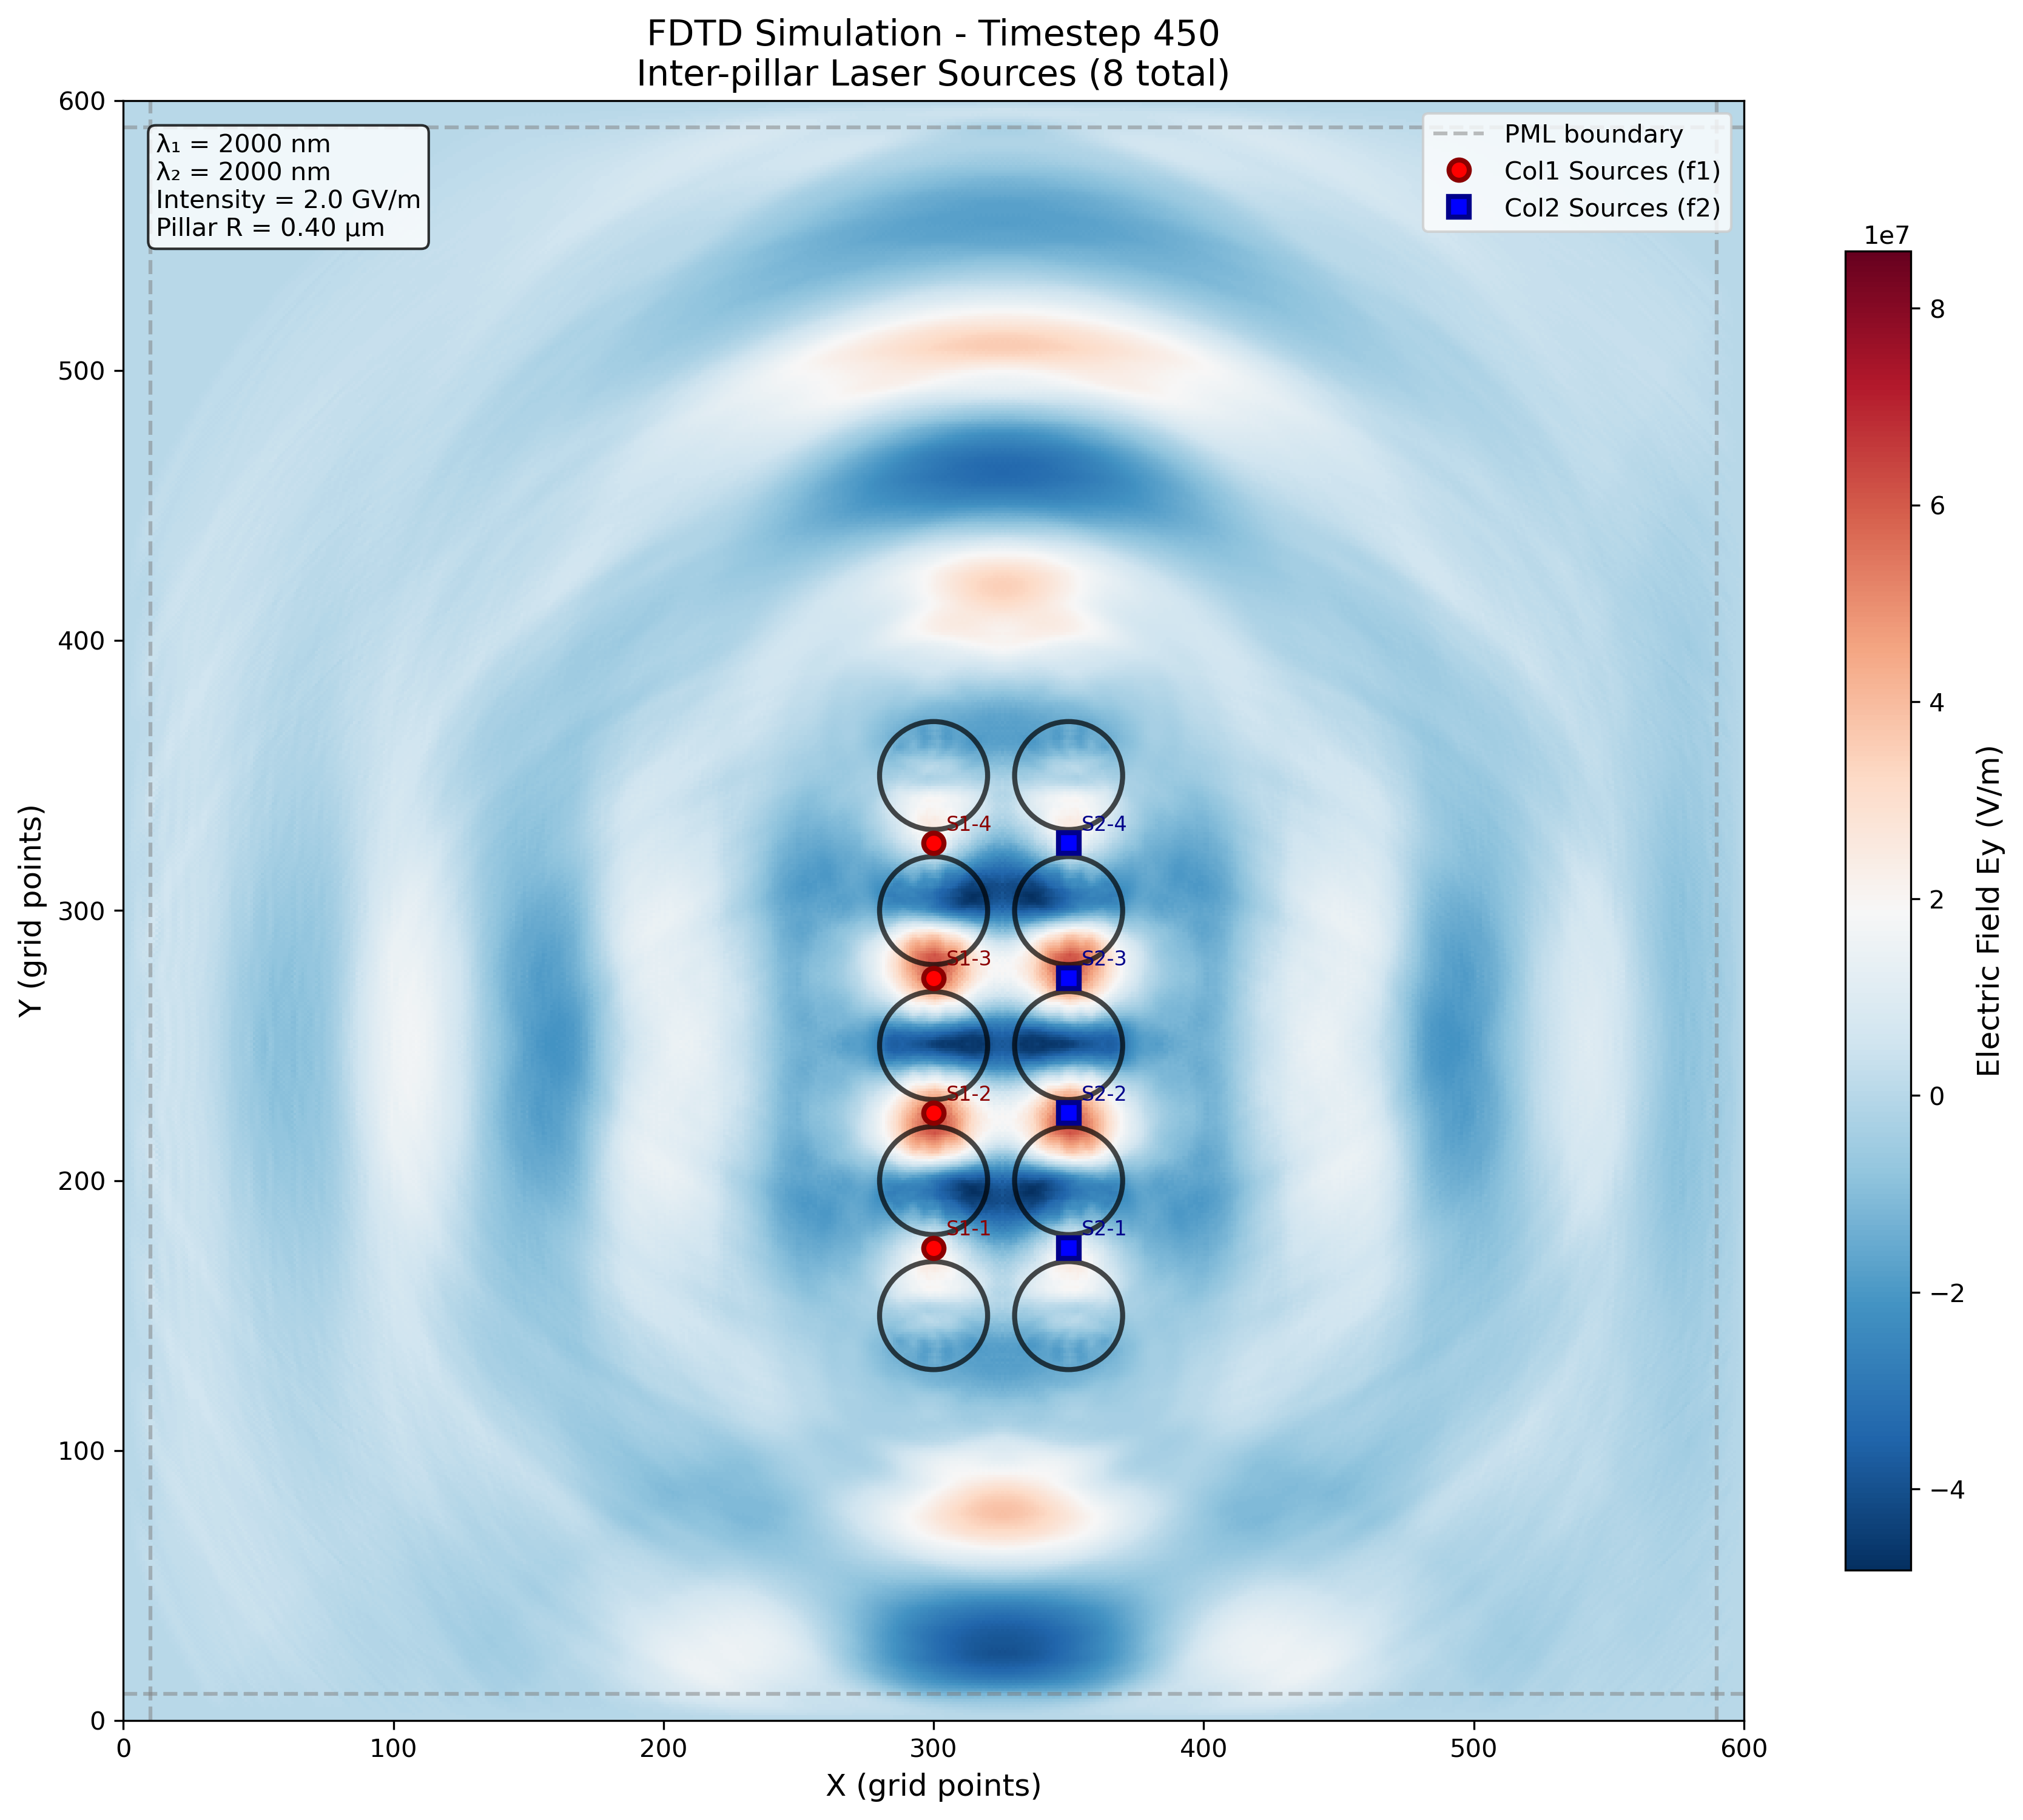 FDTD Simulation - Timestep 450
Inter-pillar Laser Sources (8 total)
λ₁ = 2000 nm
λ₂ = 2000 nm
Intensity = 2.0 GV/m
Pillar R = 0.40 μm
PML boundary
Col1 Sources (f1)
Col2 Sources (f2)
1e7
8
6
4
2
0
−2
−4
Electric Field Ey (V/m)
600
500
400
300
200
100
0
Y (grid points)
S1-4
S2-4
S1-3
S2-3
S1-2
S2-2
S1-1
S2-1
0
100
200
300
400
500
600
X (grid points)